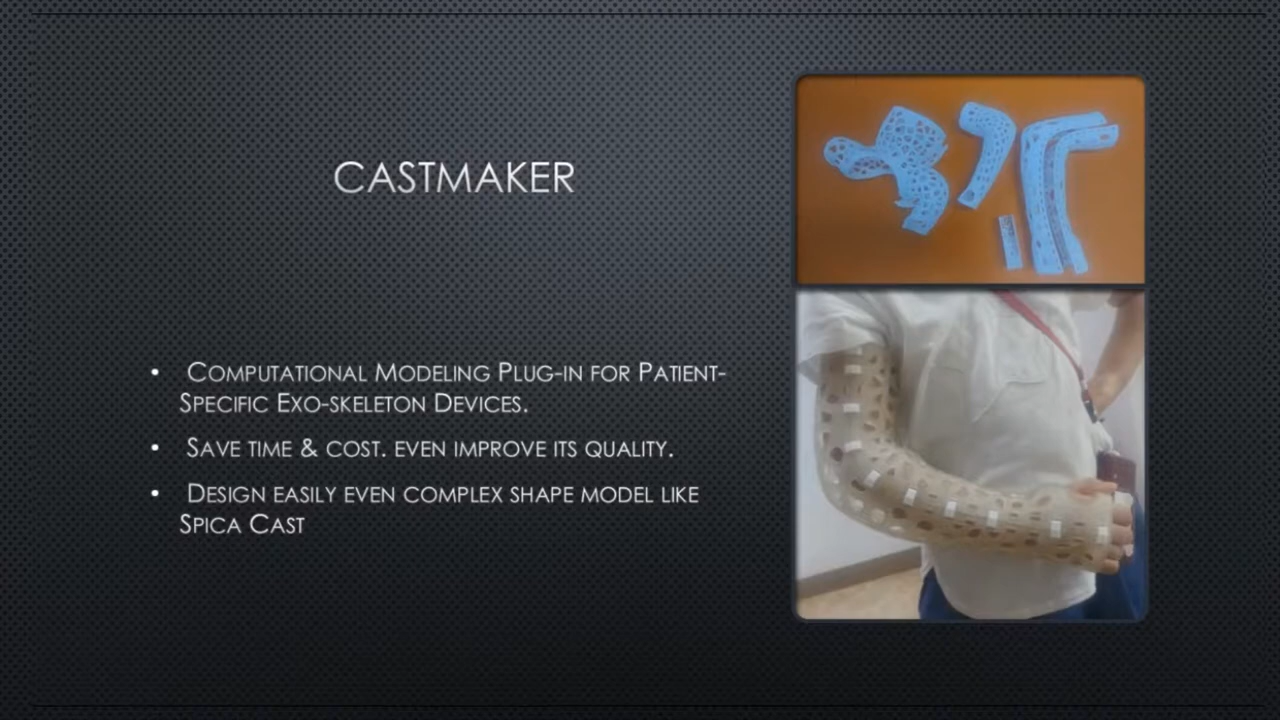 CASTMAKER
• COMPUTATIONAL MODELING PLUG-IN FOR PATIENT-
SPECIFIC EXO-SKELETON DEVICES.
• SAVE TIME & COST. EVEN IMPROVE ITS QUALITY.
• DESIGN EASILY EVEN COMPLEX SHAPE MODEL LIKE
SPICA CAST